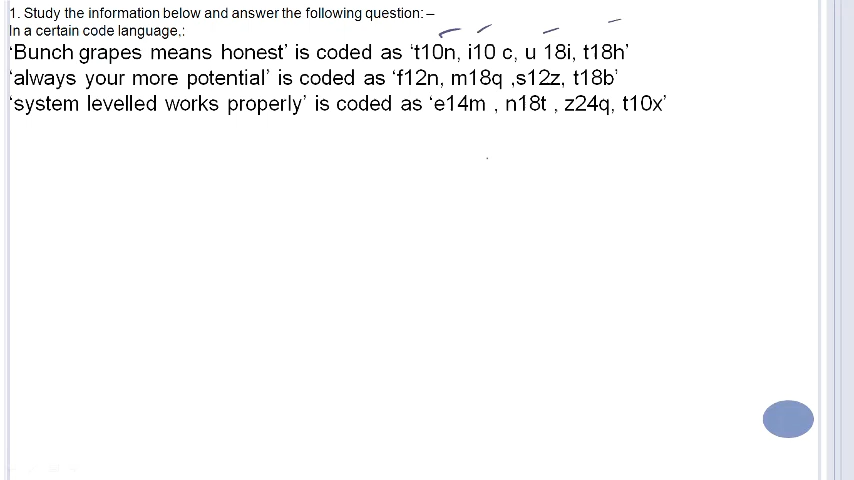 1. Study the information below and answer the following question: –
In a certain code language,:
‘Bunch grapes means honest’ is coded as ‘t10n, i10 c, u 18i, t18h’
‘always your more potential’ is coded as ‘f12n, m18q ,s12z, t18b’
‘system levelled works properly’ is coded as ‘e14m , n18t , z24q, t10x’